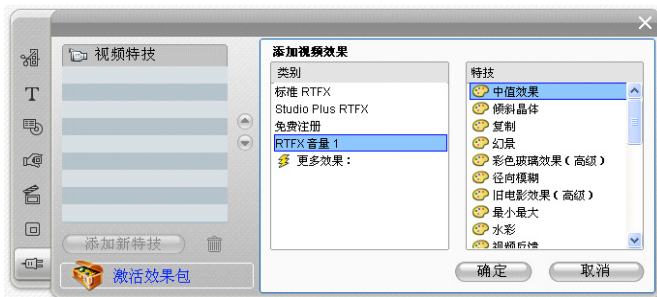 视频特技
添加新特技
激活效果包
添加视频效果
类别
标准 RTFX
Studio Plus RTFX
免费注册
RTFX 音量 1
更多效果：
特技
中值效果
倾斜晶体
复制
幻景
彩色玻璃效果（高级）
径向模糊
旧电影效果（高级）
最小最大
水彩
视频反馈
确定
取消
T